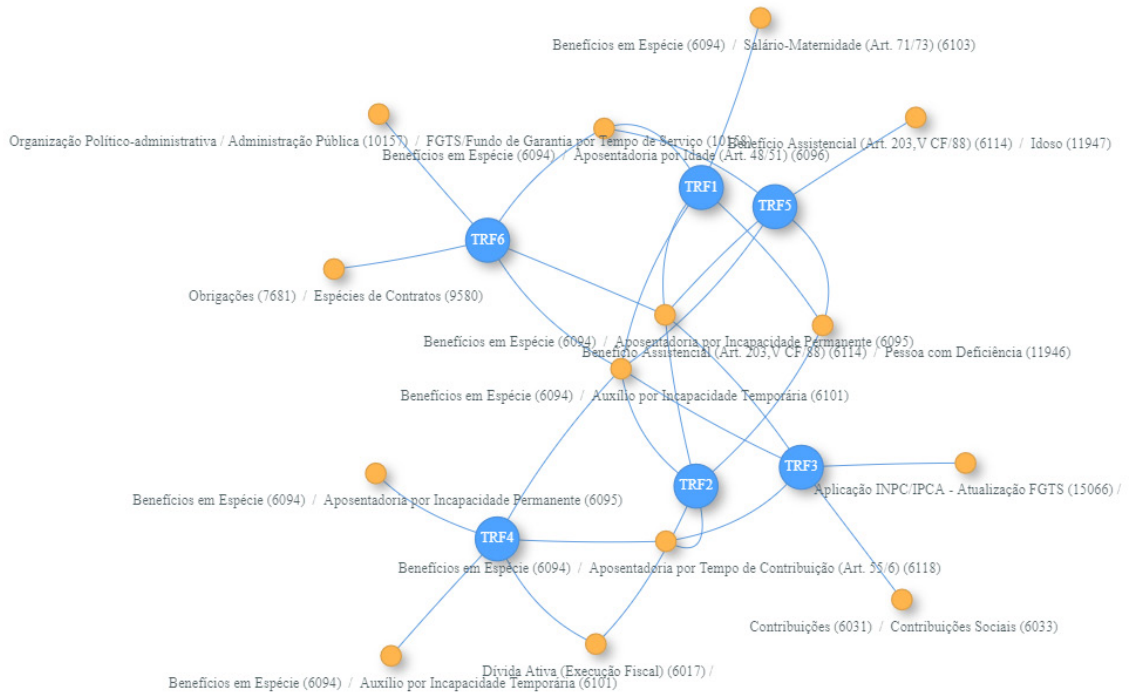 Benefícios em Espécie (6094) / Salário-Maternidade (Art. 71/73) (6103)
Organização Político-administrativa / Administração Pública (10157) / FGTS/Fundo de Garantia por Tempo de Serviço (10158)
Benefício Assistencial (Art. 203,V CF/88) (6114) / Idoso (11947)
Benefícios em Espécie (6094) / Aposentadoria por Idade (Art. 48/51) (6096)
TRF1
TRF5
TRF6
Obrigações (7681) / Espécies de Contratos (9580)
Benefícios em Espécie (6094) / Aposentadoria por Incapacidade Permanente (6095)
Benefício Assistencial (Art. 203,V CF/88) (6114) / Pessoa com Deficiência (11946)
Benefícios em Espécie (6094) / Auxílio por Incapacidade Temporária (6101)
TRF3
TRF2
Aplicação INPC/IPCA - Atualização FGTS (15066) /
Benefícios em Espécie (6094) / Aposentadoria por Incapacidade Permanente (6095)
TRF4
Benefícios em Espécie (6094) / Aposentadoria por Tempo de Contribuição (Art. 55/6) (6118)
Contribuições (6031) / Contribuições Sociais (6033)
Dívida Ativa (Execução Fiscal) (6017) /
Benefícios em Espécie (6094) / Auxílio por Incapacidade Temporária (6101)